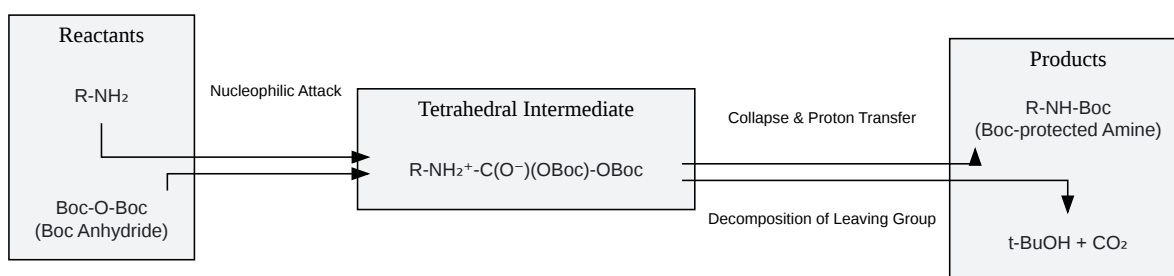 Reactants
R-NH₂
Boc-O-Boc
(Boc Anhydride)
Nucleophilic Attack
Tetrahedral Intermediate
R-NH₂⁺-C(O⁻)(OBoc)-OBoc
Collapse & Proton Transfer
Decomposition of Leaving Group
Products
R-NH-Boc
(Boc-protected Amine)
t-BuOH + CO₂